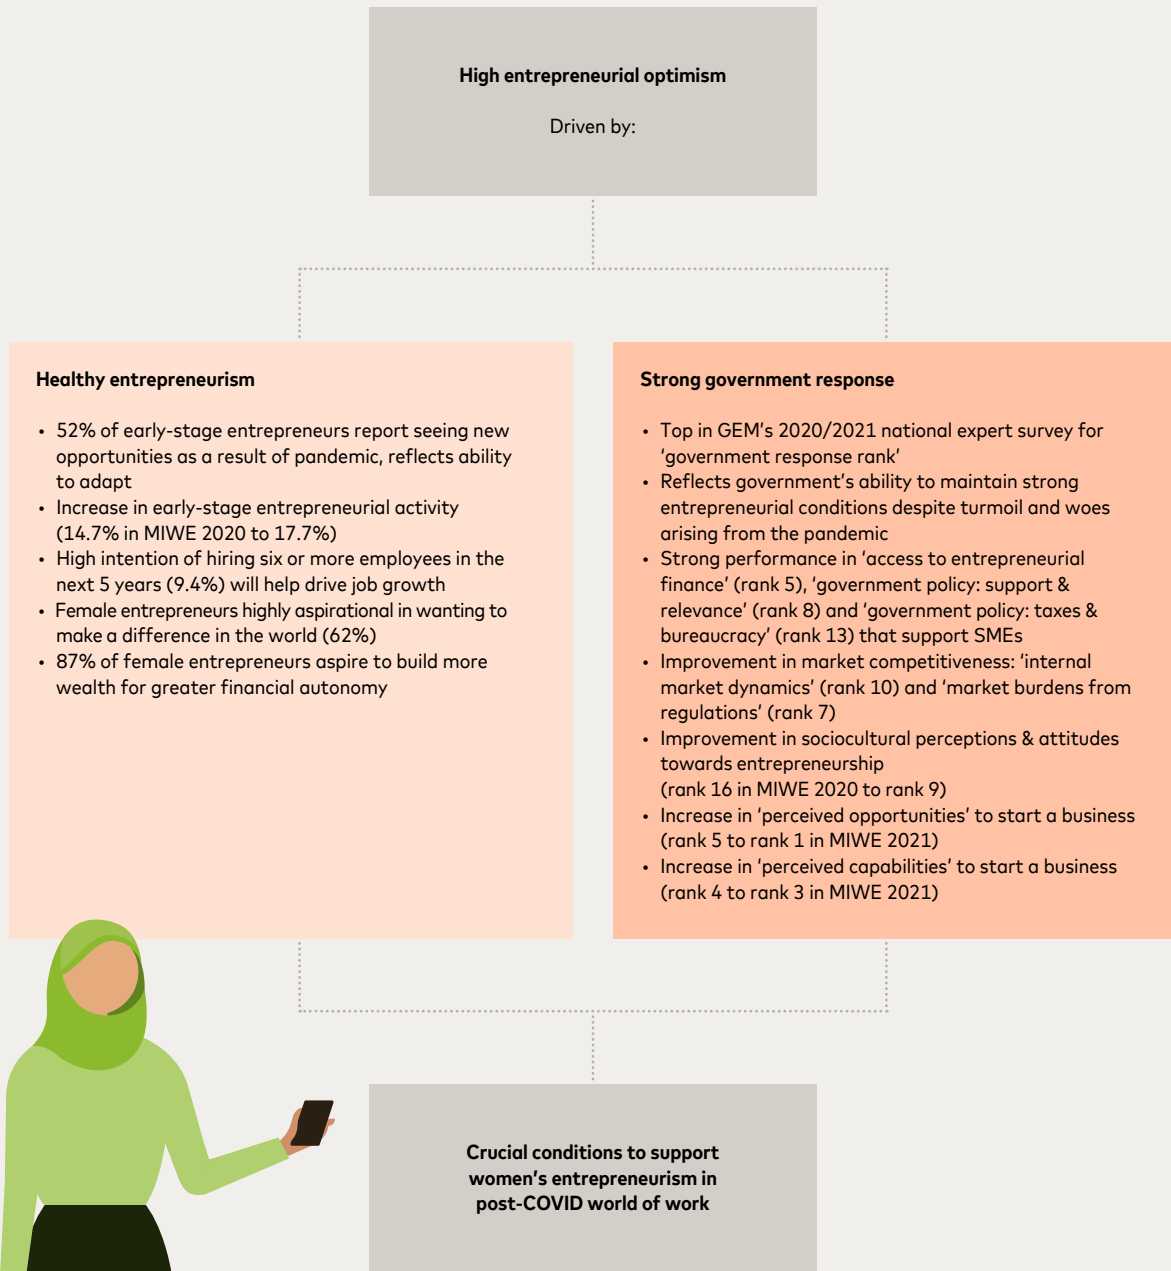 High entrepreneurial optimism
Driven by:
Healthy entrepreneurism
• 52% of early-stage entrepreneurs report seeing new
opportunities as a result of pandemic, reflects ability
to adapt
• Increase in early-stage entrepreneurial activity
(14.7% in MIWE 2020 to 17.7%)
• High intention of hiring six or more employees in the
next 5 years (9.4%) will help drive job growth
• Female entrepreneurs highly aspirational in wanting to
make a difference in the world (62%)
• 87% of female entrepreneurs aspire to build more
wealth for greater financial autonomy
Strong government response
• Top in GEM’s 2020/2021 national expert survey for
‘government response rank’
• Reflects government’s ability to maintain strong
entrepreneurial conditions despite turmoil and woes
arising from the pandemic
• Strong performance in ‘access to entrepreneurial
finance’ (rank 5), ‘government policy: support &
relevance’ (rank 8) and ‘government policy: taxes &
bureaucracy’ (rank 13) that support SMEs
• Improvement in market competitiveness: ‘internal
market dynamics’ (rank 10) and ‘market burdens from
regulations’ (rank 7)
• Improvement in sociocultural perceptions & attitudes
towards entrepreneurship
(rank 16 in MIWE 2020 to rank 9)
• Increase in ‘perceived opportunities’ to start a business
(rank 5 to rank 1 in MIWE 2021)
• Increase in ‘perceived capabilities’ to start a business
(rank 4 to rank 3 in MIWE 2021)
Crucial conditions to support
women’s entrepreneurism in
post-COVID world of work